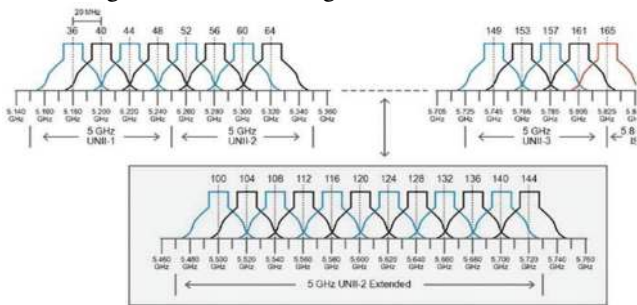 20 MHz
36 40 44 48 52 56 60 64
149 153 157 161 165
5.140 GHz 5.160 GHz 5.180 GHz 5.200 GHz 5.220 GHz 5.240 GHz 5.260 GHz 5.280 GHz 5.300 GHz 5.320 GHz 5.340 GHz 5.360 GHz
5.705 GHz 5.725 GHz 5.745 GHz 5.765 GHz 5.785 GHz 5.805 GHz 5.825 GHz
5 GHz UNII-1
5 GHz UNII-2
5 GHz UNII-3
5.8
100 104 108 112 116 120 124 128 132 136 140 144
5.460 GHz 5.480 GHz 5.500 GHz 5.520 GHz 5.540 GHz 5.560 GHz 5.580 GHz 5.600 GHz 5.620 GHz 5.640 GHz 5.660 GHz 5.680 GHz 5.700 GHz 5.720 GHz 5.740 GHz 5.760 GHz
5 GHz UNII-2 Extended